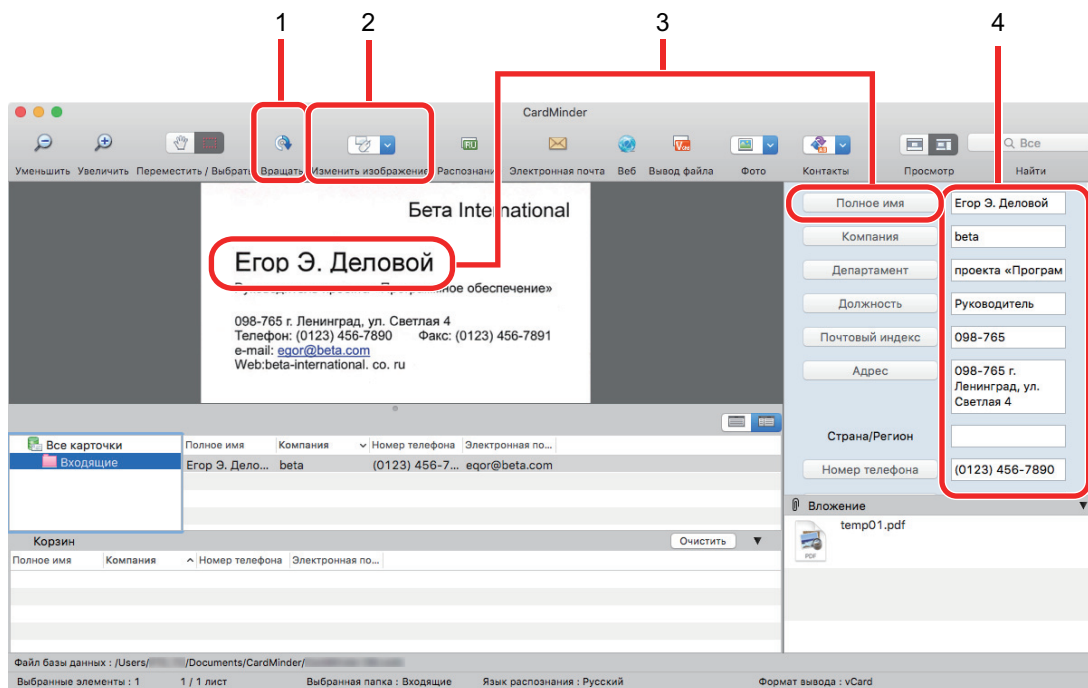 1 2 3 4
CardMinder
Все
Уменьшить Увеличить Переместить / Выбрать Вращать Изменить изображение Распознани Электронная почта Веб Вывод файла Фото Контакты Просмотр Найти
Бета International
Егор Э. Деловой
обеспечение»
098-765 г. Ленинград, ул. Светлая 4
Телефон: (0123) 456-7890 Факс: (0123) 456-7891
e-mail: egor@beta.com
Web:beta-international. co. ru
Полное имя Егор Э. Деловой
Компания beta
Департамент проекта «Програм
Должность Руководитель
Почтовый индекс 098-765
Адрес 098-765 г.
Ленинград, ул.
Светлая 4
Страна/Регион
Номер телефона (0123) 456-7890
Все карточки
Входящие
Полное имя Компания Номер телефона Электронная по...
Егор Э. Дело... beta (0123) 456-7... egor@beta.com
Вложение
temp01.pdf
PDF
Корзин Очистить
Полное имя Компания Номер телефона Электронная по...
Файл базы данных : /Users/ /Documents/CardMinder/
Выбранные элементы : 1 1 / 1 лист Выбранная папка : Входящие Язык распознания : Русский Формат вывода : vCard